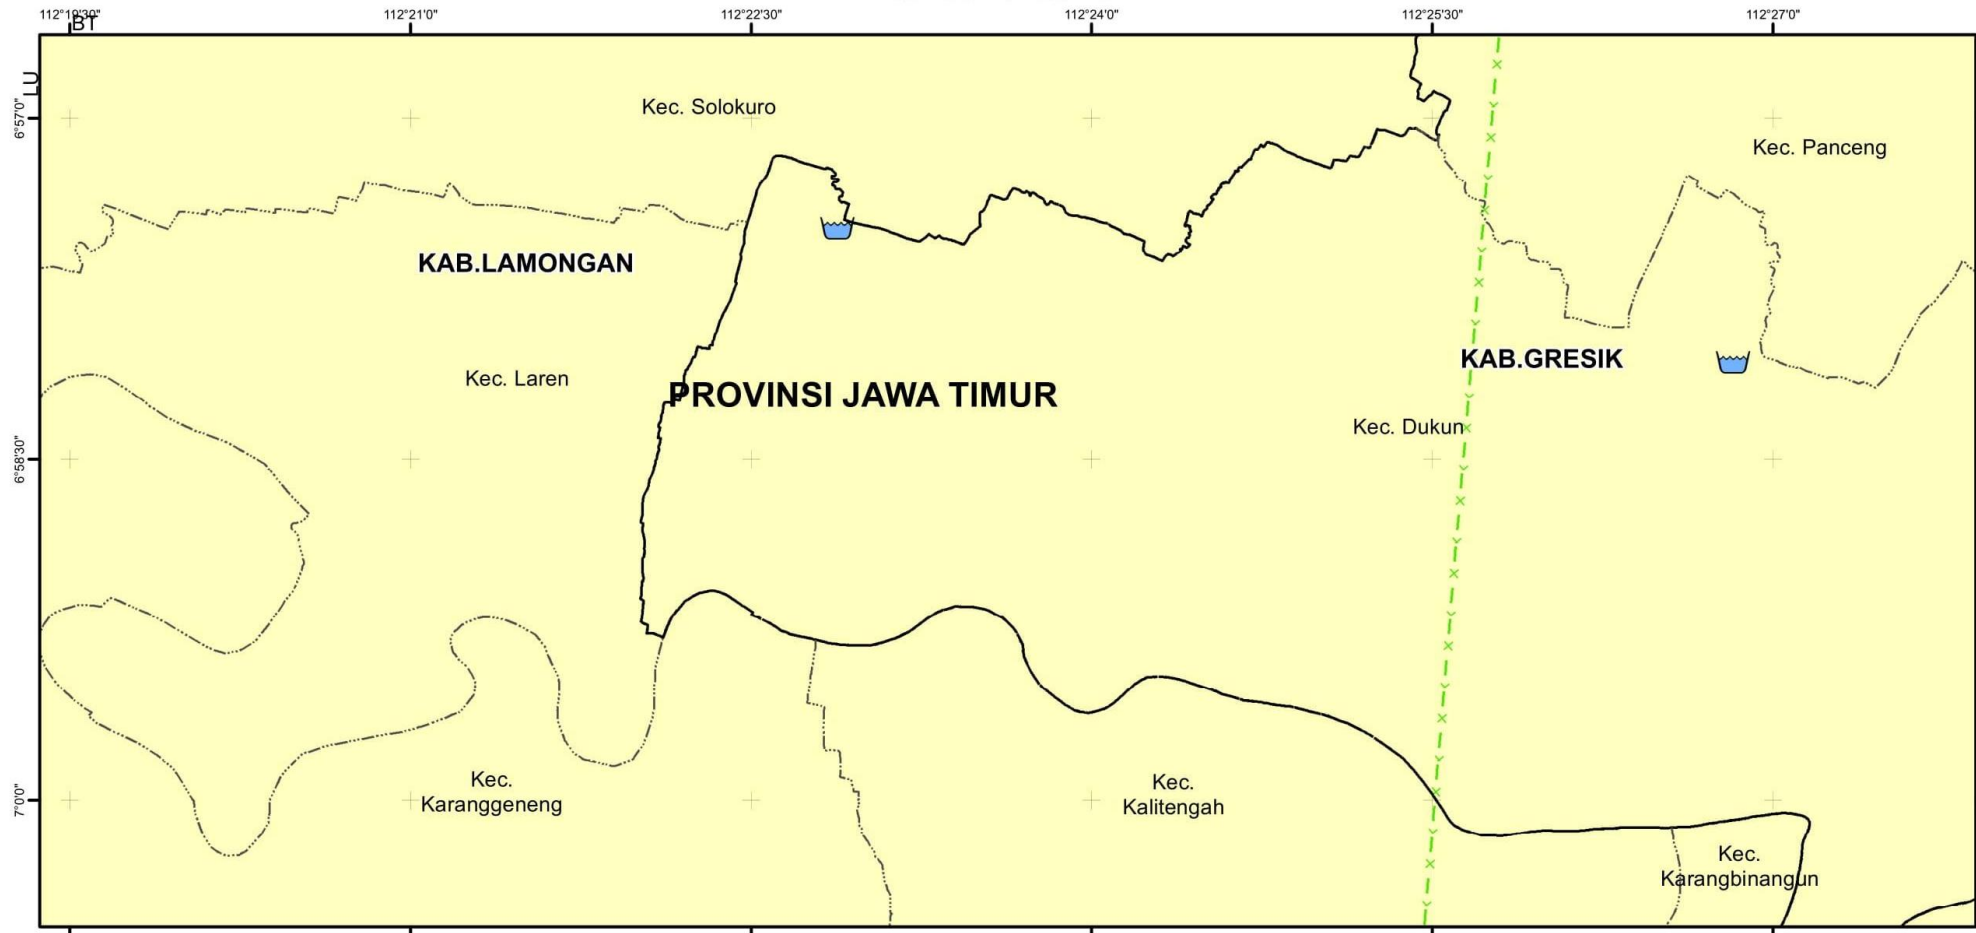 112°19'30" 112°21'0" 112°22'30" 112°24'0" 112°25'30" 112°27'0"
BT
LU
6°57'0"
Kec. Solokuro
Kec. Panceng
KAB.LAMONGAN
KAB.GRESIK
Kec. Laren
PROVINSI JAWA TIMUR
Kec. Dukun
6°58'30"
7°0'0"
Kec.
Karanggeneng
Kec.
Kalitengah
Kec.
Karangbinangun